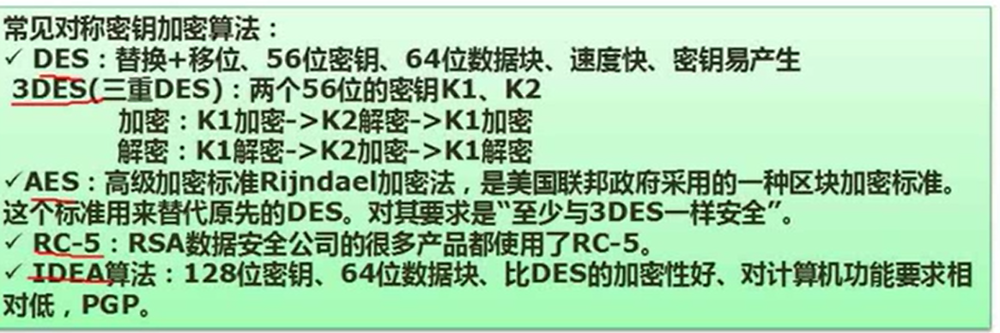 常见对称密钥加密算法：
✓ DES：替换+移位、56位密钥、64位数据块、速度快、密钥易产生
3DES(三重DES)：两个56位的密钥K1、K2
加密：K1加密->K2解密->K1加密
解密：K1解密->K2加密->K1解密
✓AES：高级加密标准Rijndael加密法，是美国联邦政府采用的一种区块加密标准。
这个标准用来替代原先的DES。对其要求是“至少与3DES一样安全”。
✓ RC-5：RSA数据安全公司的很多产品都使用了RC-5。
✓ IDEA算法：128位密钥、64位数据块、比DES的加密性好、对计算机功能要求相
对低，PGP。